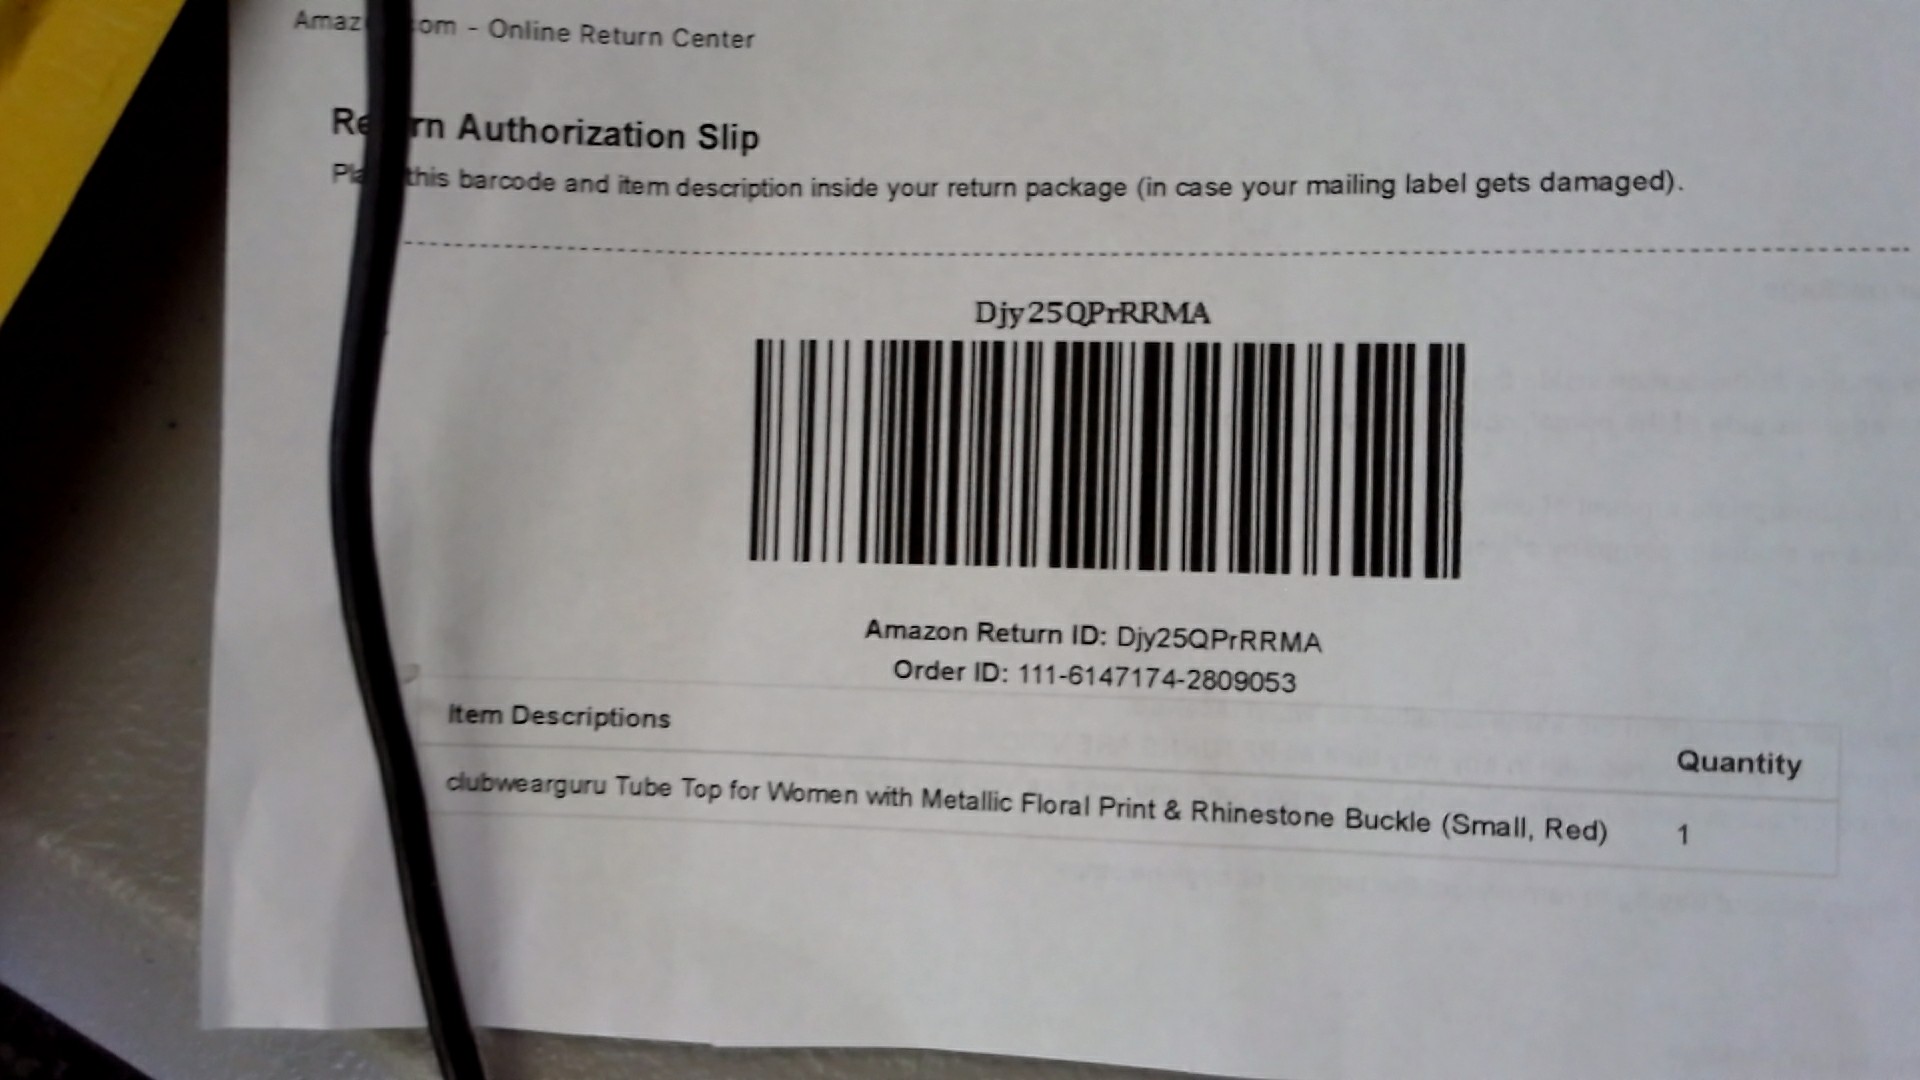 Amaz om - Online Return Center
Re rn Authorization Slip
Pla this barcode and item description inside your return package (in case your mailing label gets damaged).
Djy25QPrRRMA
Amazon Return ID: Djy25QPrRRMA
Order ID: 111-6147174-2809053
Item Descriptions
Quantity
clubwearguru Tube Top for Women with Metallic Floral Print & Rhinestone Buckle (Small, Red) 1